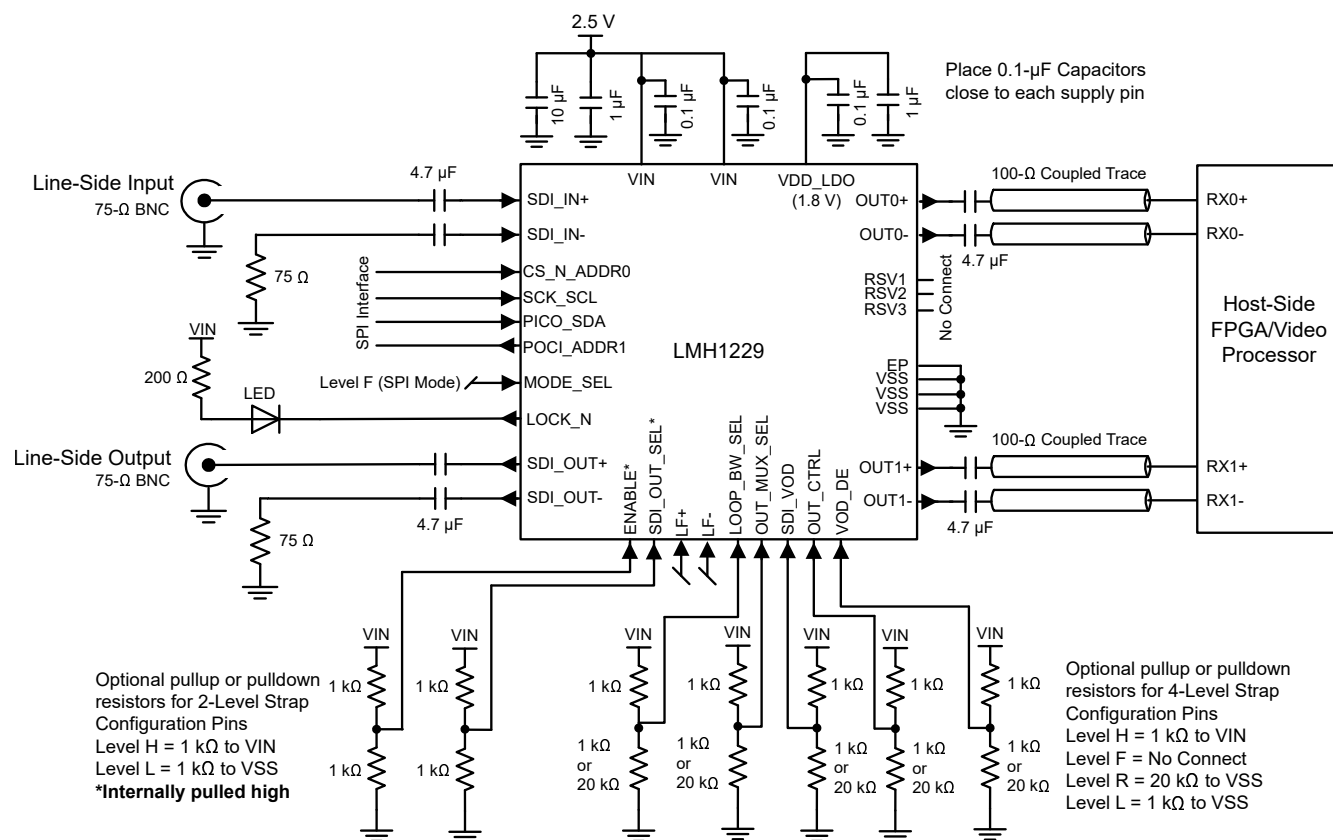 2.5 V
10 µF
1 µF
0.1 µF
0.1 µF
0.1 µF
1 µF
Place 0.1-µF Capacitors
close to each supply pin
Line-Side Input
75-Ω BNC
4.7 µF
75 Ω
SPI Interface
VIN
200 Ω
LED
Level F (SPI Mode)
Line-Side Output
75-Ω BNC
4.7 µF
75 Ω
VIN
VIN
VDD_LDO
(1.8 V)
SDI_IN+
SDI_IN-
CS_N_ADDR0
SCK_SCL
PICO_SDA
POCI_ADDR1
MODE_SEL
LOCK_N
SDI_OUT+
SDI_OUT-
LMH1229
OUT0+
OUT0-
RSV1
RSV2
RSV3
No Connect
EP
VSS
VSS
VSS
OUT1+
OUT1-
ENABLE*
SDI_OUT_SEL*
LF+
LF-
LOOP_BW_SEL
OUT_MUX_SEL
SDI_VOD
OUT_CTRL
VOD_DE
100-Ω Coupled Trace
4.7 µF
100-Ω Coupled Trace
4.7 µF
RX0+
RX0-
Host-Side
FPGA/Video
Processor
RX1+
RX1-
Optional pullup or pulldown
resistors for 2-Level Strap
Configuration Pins
Level H = 1 kΩ to VIN
Level L = 1 kΩ to VSS
*Internally pulled high
VIN
1 kΩ
1 kΩ
VIN
1 kΩ
1 kΩ
VIN
1 kΩ
1 kΩ
or
20 kΩ
VIN
1 kΩ
1 kΩ
or
20 kΩ
VIN
1 kΩ
1 kΩ
or
20 kΩ
VIN
1 kΩ
1 kΩ
or
20 kΩ
VIN
1 kΩ
1 kΩ
or
20 kΩ
Optional pullup or pulldown
resistors for 4-Level Strap
Configuration Pins
Level H = 1 kΩ to VIN
Level F = No Connect
Level R = 20 kΩ to VSS
Level L = 1 kΩ to VSS